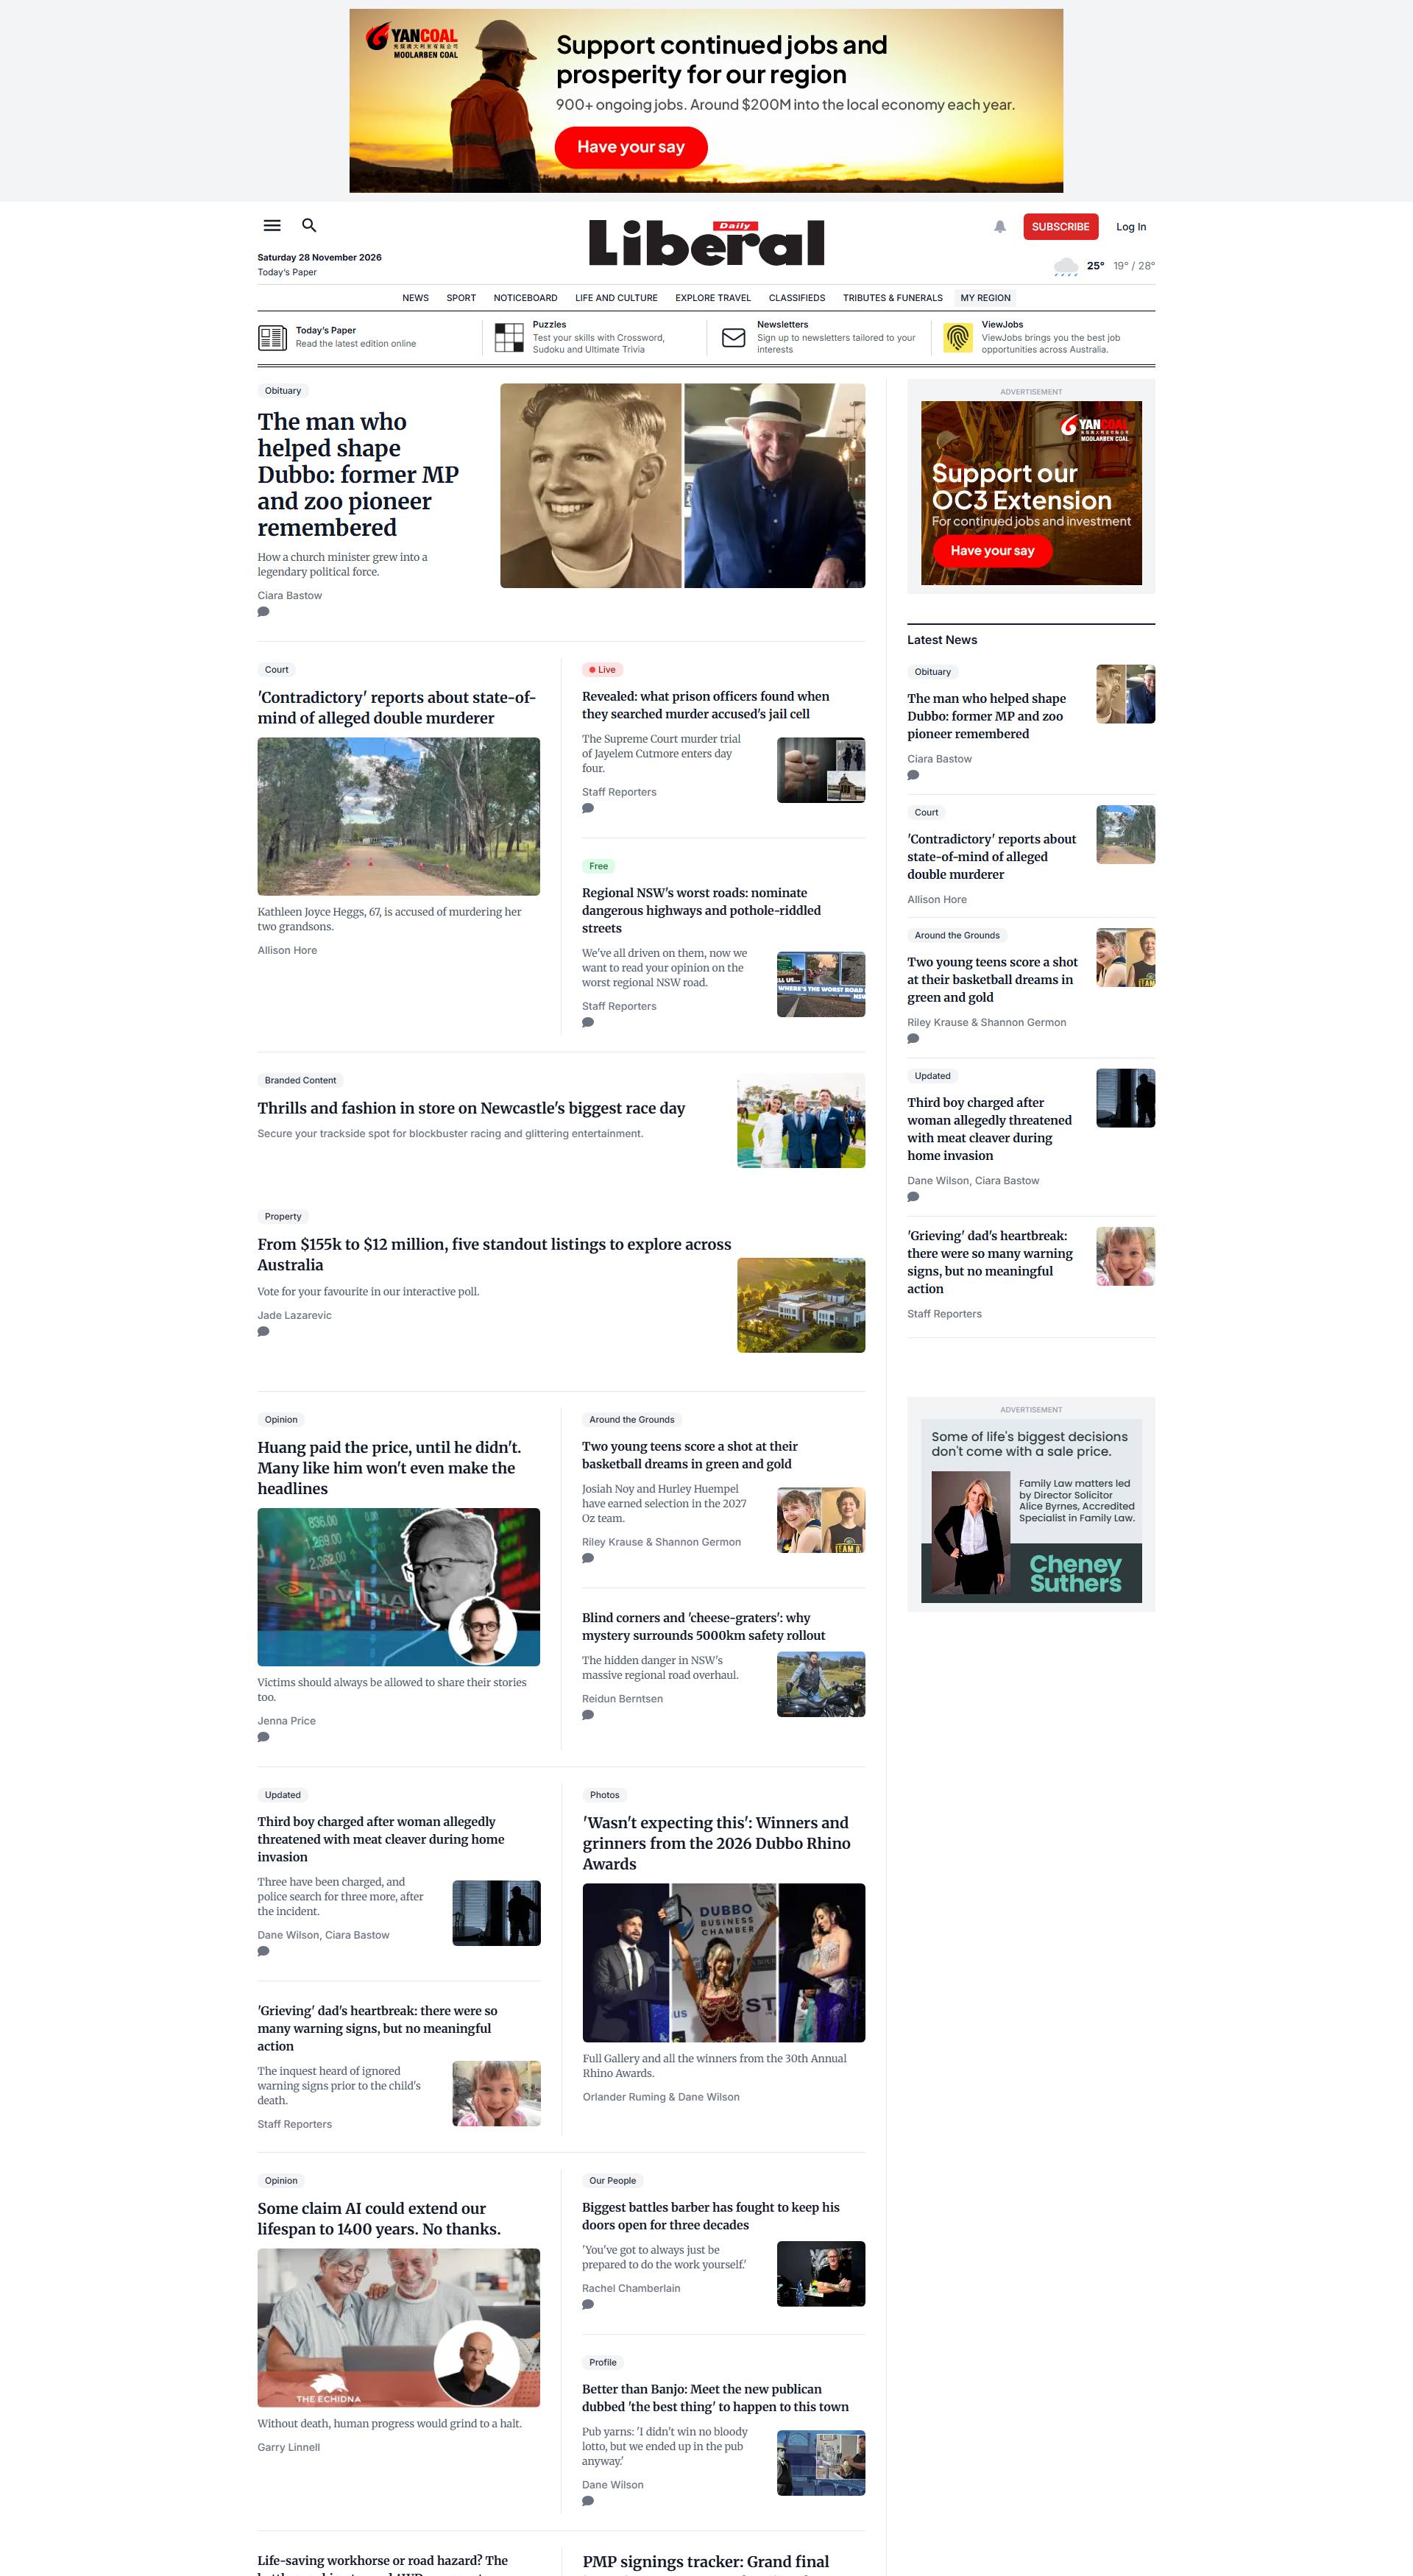 YANCOAL
MOOLARBEN COAL
Support continued jobs and
prosperity for our region
900+ ongoing jobs. Around $200M into the local economy each year.
Have your say
Daily
Liberal
SUBSCRIBE
Log In
Saturday 28 November 2026
Today's Paper
25° 19° / 28°
NEWS SPORT NOTICEBOARD LIFE AND CULTURE EXPLORE TRAVEL CLASSIFIEDS TRIBUTES & FUNERALS MY REGION
Today's Paper
Read the latest edition online
Puzzles
Test your skills with Crossword,
Sudoku and Ultimate Trivia
Newsletters
Sign up to newsletters tailored to your
interests
ViewJobs
ViewJobs brings you the best job
opportunities across Australia.
Obituary
The man who
helped shape
Dubbo: former MP
and zoo pioneer
remembered
How a church minister grew into a
legendary political force.
Ciara Bastow
Court
'Contradictory' reports about state-of-
mind of alleged double murderer
Kathleen Joyce Heggs, 67, is accused of murdering her
two grandsons.
Allison Hore
Live
Revealed: what prison officers found when
they searched murder accused's jail cell
The Supreme Court murder trial
of Jayelem Cutmore enters day
four.
Staff Reporters
Free
Regional NSW's worst roads: nominate
dangerous highways and pothole-riddled
streets
We've all driven on them, now we
want to read your opinion on the
worst regional NSW road.
Staff Reporters
LL US...
WHERE'S THE WORST ROAD
NSW
Branded Content
Thrills and fashion in store on Newcastle's biggest race day
Secure your trackside spot for blockbuster racing and glittering entertainment.
Property
From $155k to $12 million, five standout listings to explore across
Australia
Vote for your favourite in our interactive poll.
Jade Lazarevic
Opinion
Huang paid the price, until he didn't.
Many like him won't even make the
headlines
836.00
1,269.00
2,362.00
NVIDIA
Victims should always be allowed to share their stories
too.
Jenna Price
Around the Grounds
Two young teens score a shot at their
basketball dreams in green and gold
Josiah Noy and Hurley Huempel
have earned selection in the 2027
Oz team.
Riley Krause & Shannon Germon
Blind corners and 'cheese-graters': why
mystery surrounds 5000km safety rollout
The hidden danger in NSW's
massive regional road overhaul.
Reidun Berntsen
Updated
Third boy charged after woman allegedly
threatened with meat cleaver during home
invasion
Three have been charged, and
police search for three more, after
the incident.
Dane Wilson, Ciara Bastow
'Grieving' dad's heartbreak: there were so
many warning signs, but no meaningful
action
The inquest heard of ignored
warning signs prior to the child's
death.
Staff Reporters
Photos
'Wasn't expecting this': Winners and
grinners from the 2026 Dubbo Rhino
Awards
DUBBO
BUSINESS
CHAMBER
Full Gallery and all the winners from the 30th Annual
Rhino Awards.
Orlander Ruming & Dane Wilson
Opinion
Some claim AI could extend our
lifespan to 1400 years. No thanks.
THE ECHIDNA
Without death, human progress would grind to a halt.
Garry Linnell
Our People
Biggest battles barber has fought to keep his
doors open for three decades
'You've got to always just be
prepared to do the work yourself.'
Rachel Chamberlain
Profile
Better than Banjo: Meet the new publican
dubbed 'the best thing' to happen to this town
Pub yarns: 'I didn't win no bloody
lotto, but we ended up in the pub
anyway.'
Dane Wilson
Life-saving workhorse or road hazard? The
PMP signings tracker: Grand final
ADVERTISEMENT
YANCOAL
MOOLARBEN COAL
Support our
OC3 Extension
For continued jobs and investment
Have your say
Latest News
Obituary
The man who helped shape
Dubbo: former MP and zoo
pioneer remembered
Ciara Bastow
Court
'Contradictory' reports about
state-of-mind of alleged
double murderer
Allison Hore
Around the Grounds
Two young teens score a shot
at their basketball dreams in
green and gold
Riley Krause & Shannon Germon
Updated
Third boy charged after
woman allegedly threatened
with meat cleaver during
home invasion
Dane Wilson, Ciara Bastow
'Grieving' dad's heartbreak:
there were so many warning
signs, but no meaningful
action
Staff Reporters
ADVERTISEMENT
Some of life's biggest decisions
don't come with a sale price.
Family Law matters led
by Director Solicitor
Alice Byrnes, Accredited
Specialist in Family Law.
Cheney
Suthers